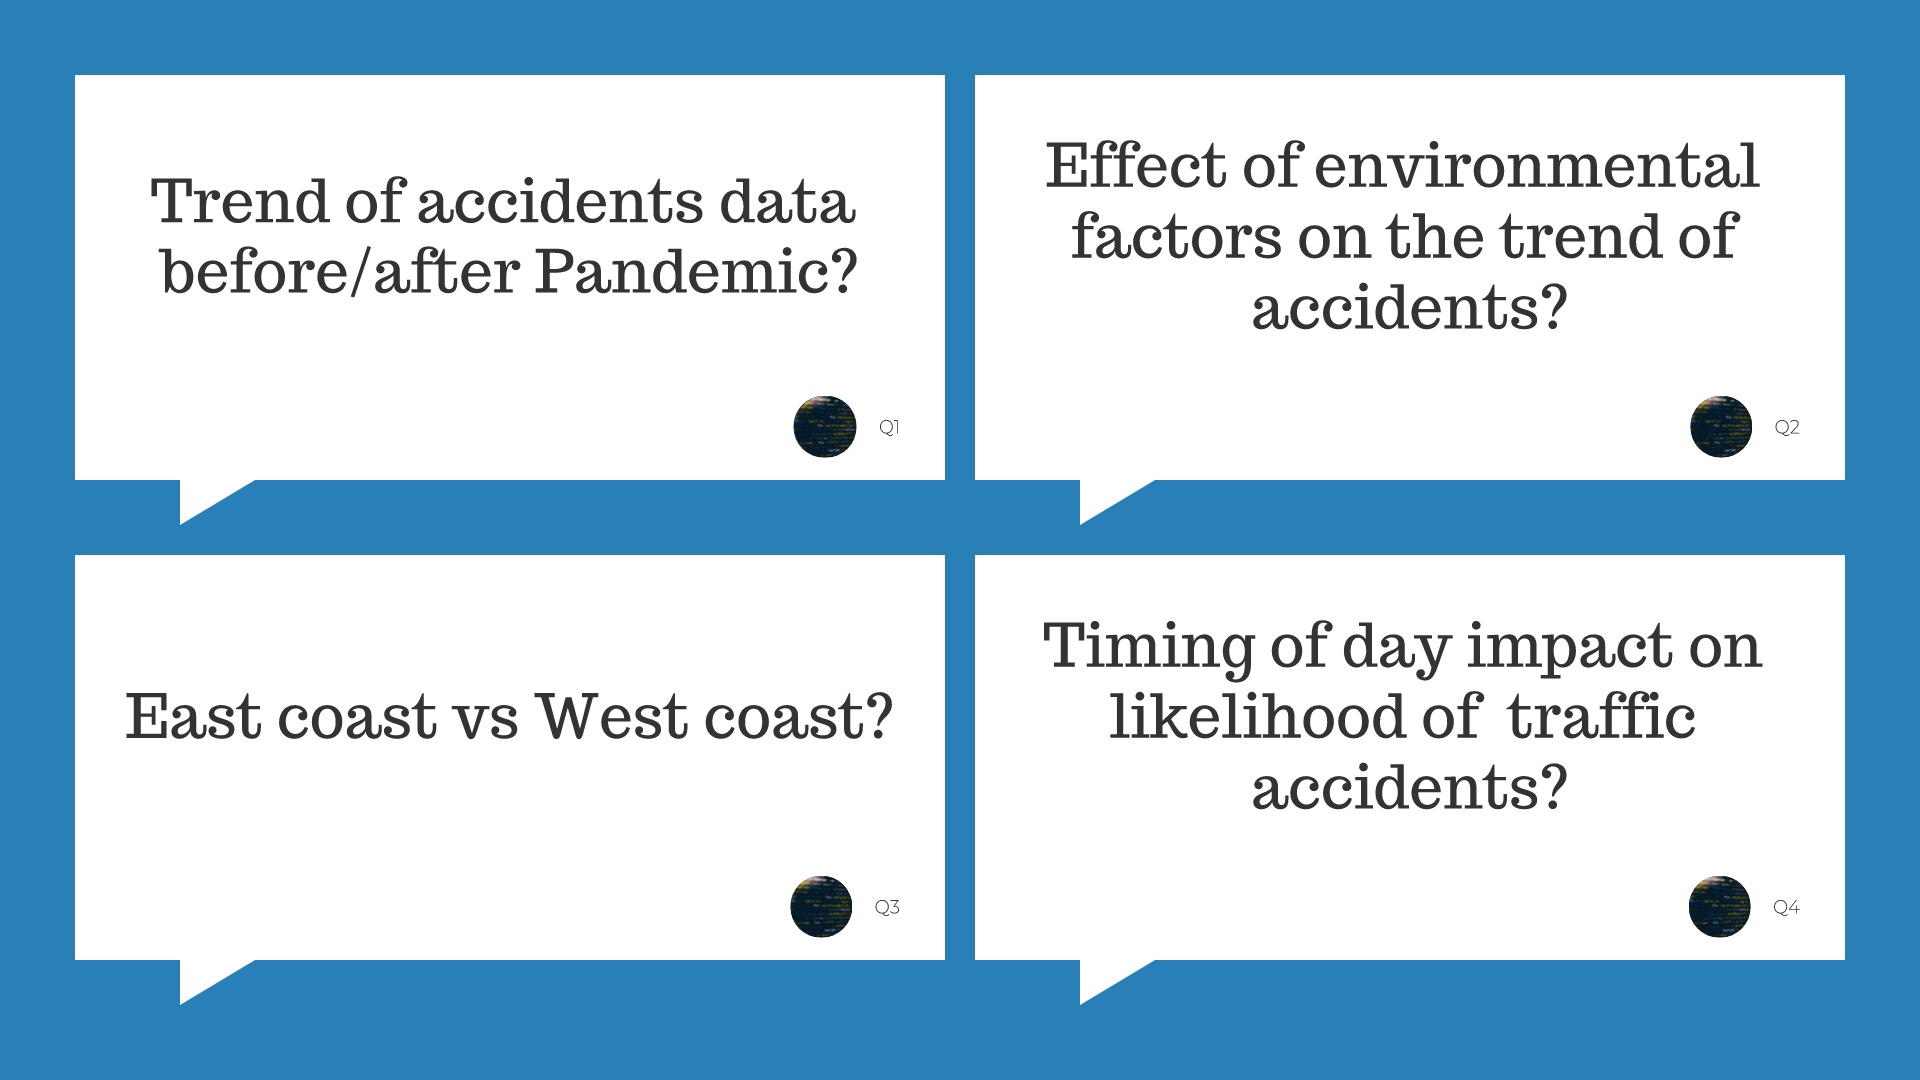 Trend of accidents data
before/after Pandemic?
Q1
Effect of environmental
factors on the trend of
accidents?
Q2
East coast vs West coast?
Q3
Timing of day impact on
likelihood of  traffic
accidents?
Q4